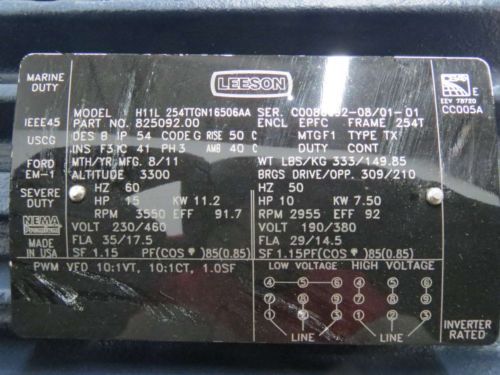 LEESON
MARINE DUTY
IEEE45
USCG
FORD EM-1
SEVERE DUTY
NEMA Premium
MADE IN USA
MODEL H11L 254TTGN16506AA SER.
PART NO. 825092.00 ENCL EPFC FRAME 254T
DES B IP 54 CODE G RISE 50 C MTGF1 TYPE TX
INS F3 C 41 PH 3 AMB 40 C DUTY CONT
MTH/YR MFG. 8/11 WT LBS/KG 333/149.85
ALTITUDE 3300 BRGS DRIVE/OPP. 309/210
HZ 60 HZ 50
HP 15 KW 11.2 HP 10 KW 7.50
RPM 3550 EFF 91.7 RPM 2955 EFF 92
VOLT 230/460 VOLT 190/380
FLA 35/17.5 FLA 29/14.5
SF 1.15 PF(COS )85(0.85) SF 1.15PF(COS )85(0.85)
PWM VFD 10:1VT, 10:1CT, 1.0SF
LOW VOLTAGE HIGH VOLTAGE
4 5 6 4 5 6
7 8 9 7 8 9
1 2 3 1 2 3
LINE LINE
E
EEV 78720
CC005A
INVERTER RATED